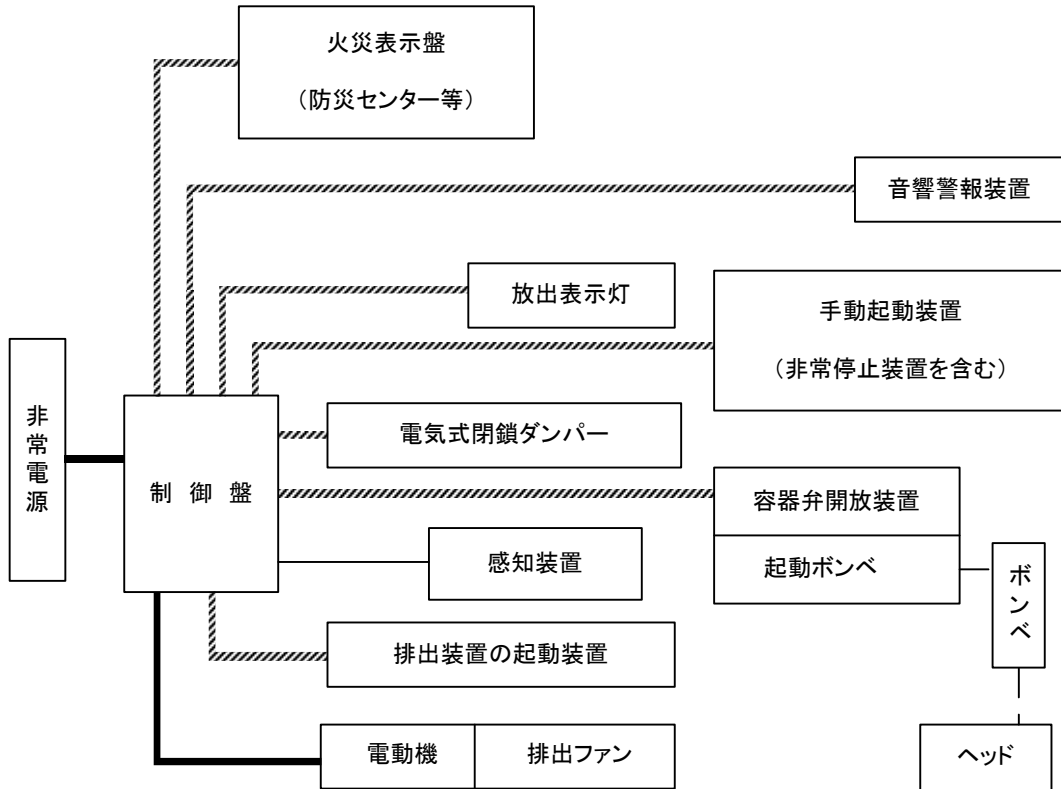 火災表示盤
（防災センター等）
音響警報装置
放出表示灯
手動起動装置
（非常停止装置を含む）
非常電源
制御盤
電気式閉鎖ダンパー
容器弁開放装置
起動ボンベ
ボンベ
感知装置
排出装置の起動装置
電動機
排出ファン
ヘッド